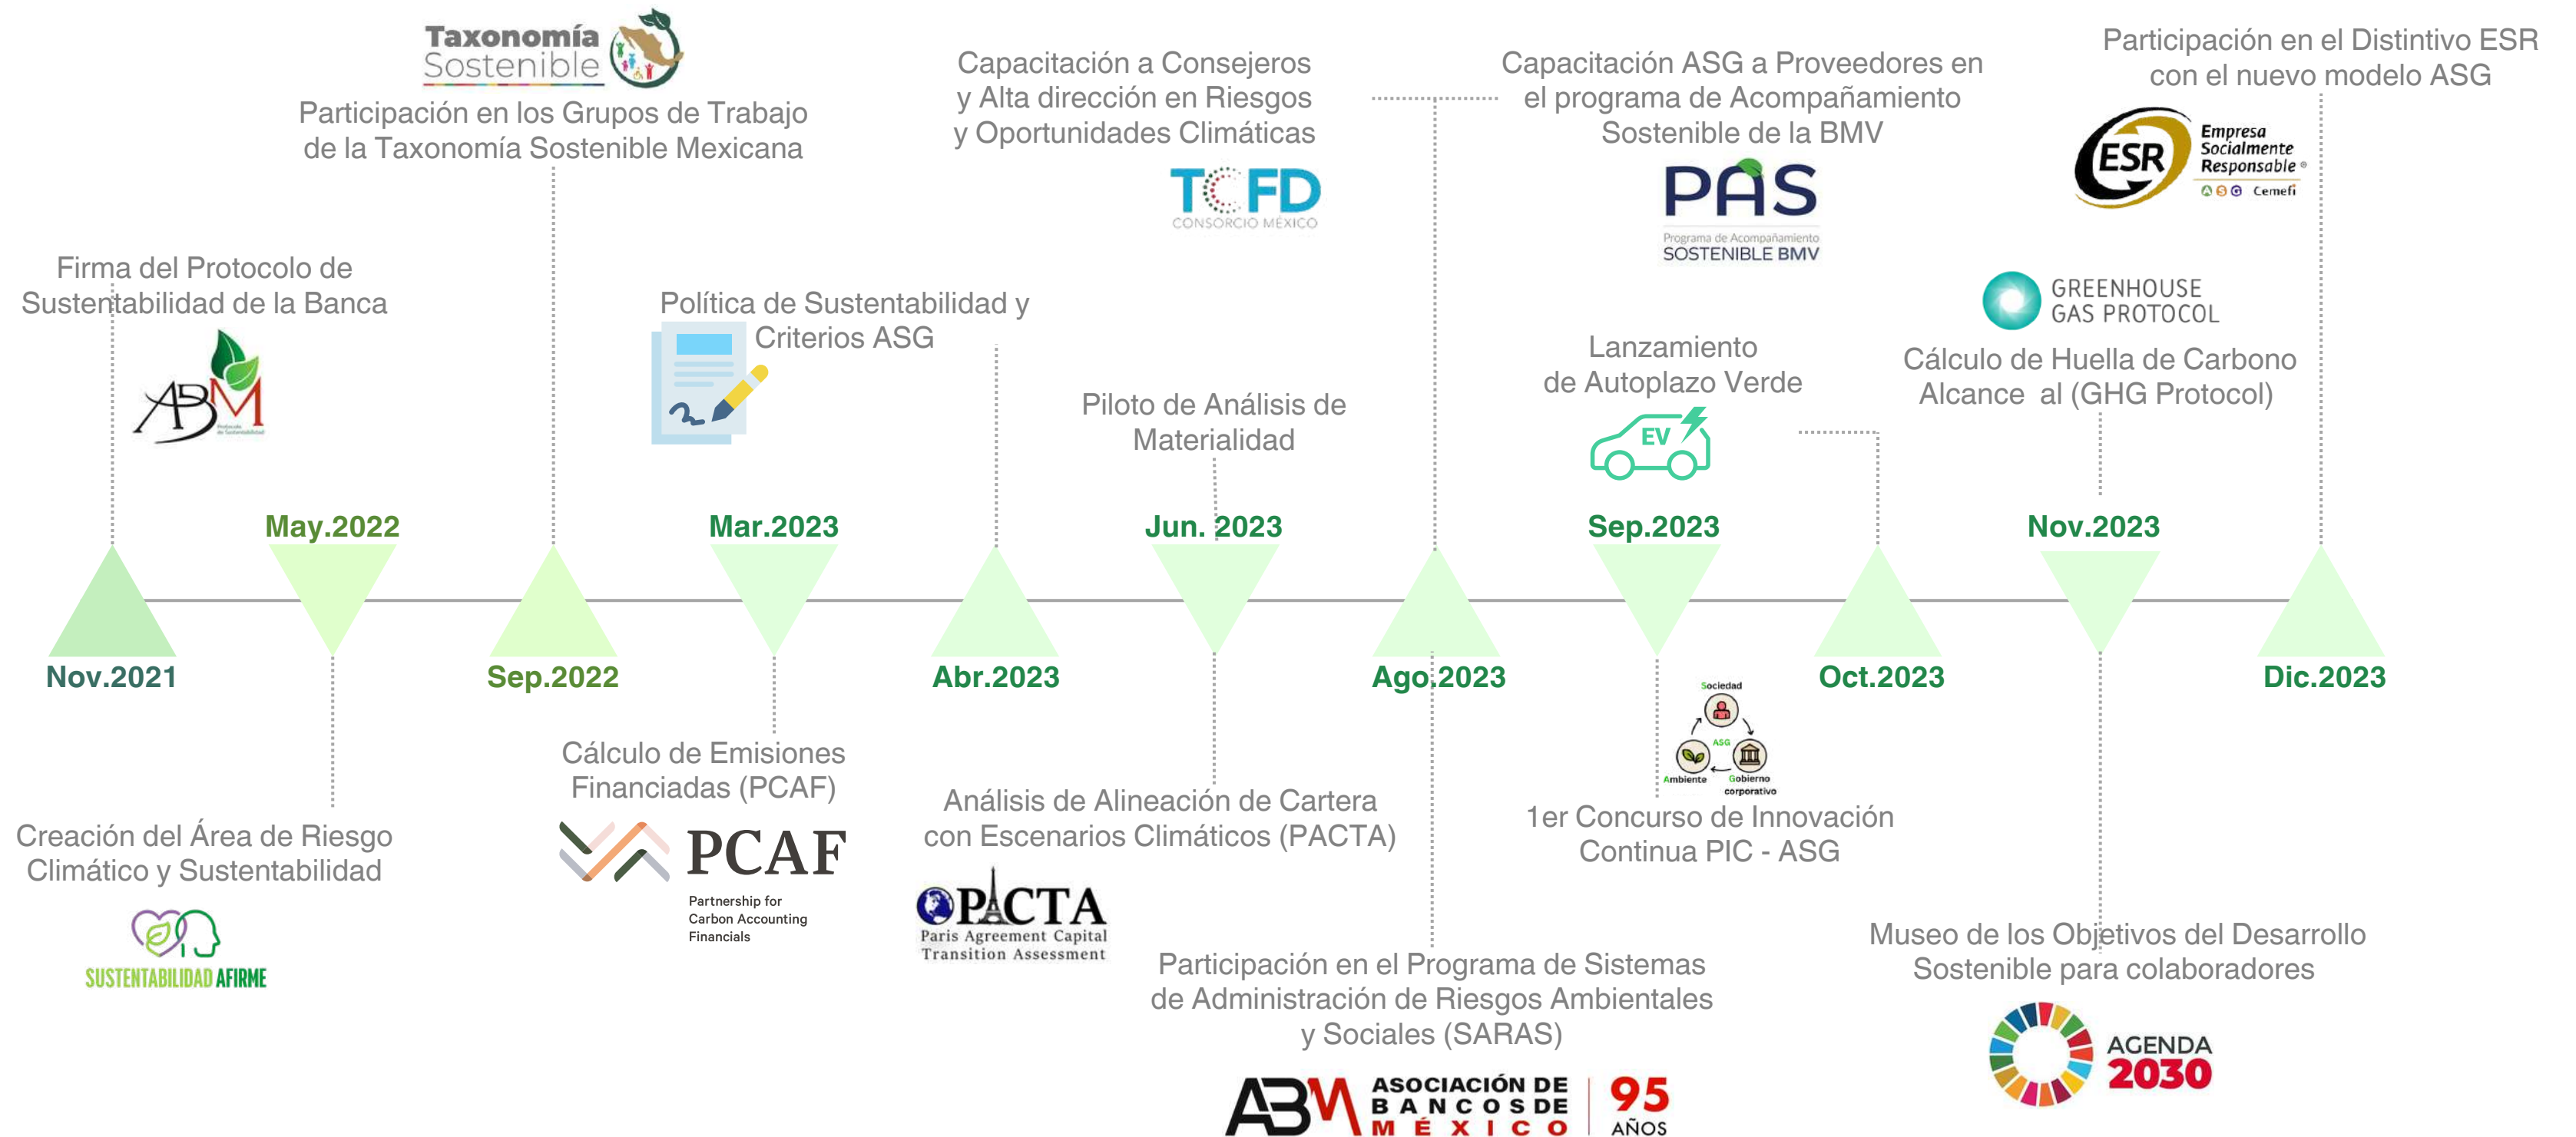 Taxonomía
Sostenible
Participación en los Grupos de Trabajo
de la Taxonomía Sostenible Mexicana
Capacitación a Consejeros
y Alta dirección en Riesgos
y Oportunidades Climáticas
TCFD
CONSORCIO MÉXICO
Capacitación ASG a Proveedores en
el programa de Acompañamiento
Sostenible de la BMV
PAS
Programa de Acompañamiento
SOSTENIBLE BMV
Participación en el Distintivo ESR
con el nuevo modelo ASG
ESR
Empresa
Socialmente
Responsable ®
A S G Cemefi
Firma del Protocolo de
Sustentabilidad de la Banca
ABM
Protocolo
de Sustentabilidad
Política de Sustentabilidad y
Criterios ASG
Piloto de Análisis de
Materialidad
Lanzamiento
de Autoplazo Verde
EV
GREENHOUSE
GAS PROTOCOL
Cálculo de Huella de Carbono
Alcance  al (GHG Protocol)
May.2022
Mar.2023
Jun. 2023
Sep.2023
Nov.2023
Nov.2021
Sep.2022
Abr.2023
Ago.2023
Oct.2023
Dic.2023
Creación del Área de Riesgo
Climático y Sustentabilidad
SUSTENTABILIDAD AFIRME
Cálculo de Emisiones
Financiadas (PCAF)
PCAF
Partnership for
Carbon Accounting
Financials
Análisis de Alineación de Cartera
con Escenarios Climáticos (PACTA)
PACTA
Paris Agreement Capital
Transition Assessment
Participación en el Programa de Sistemas
de Administración de Riesgos Ambientales
y Sociales (SARAS)
ABM
ASOCIACIÓN DE
BANCOS DE
MÉXICO
95
AÑOS
Sociedad
ASG
Ambiente
Gobierno
corporativo
1er Concurso de Innovación
Continua PIC - ASG
Museo de los Objetivos del Desarrollo
Sostenible para colaboradores
AGENDA
2030